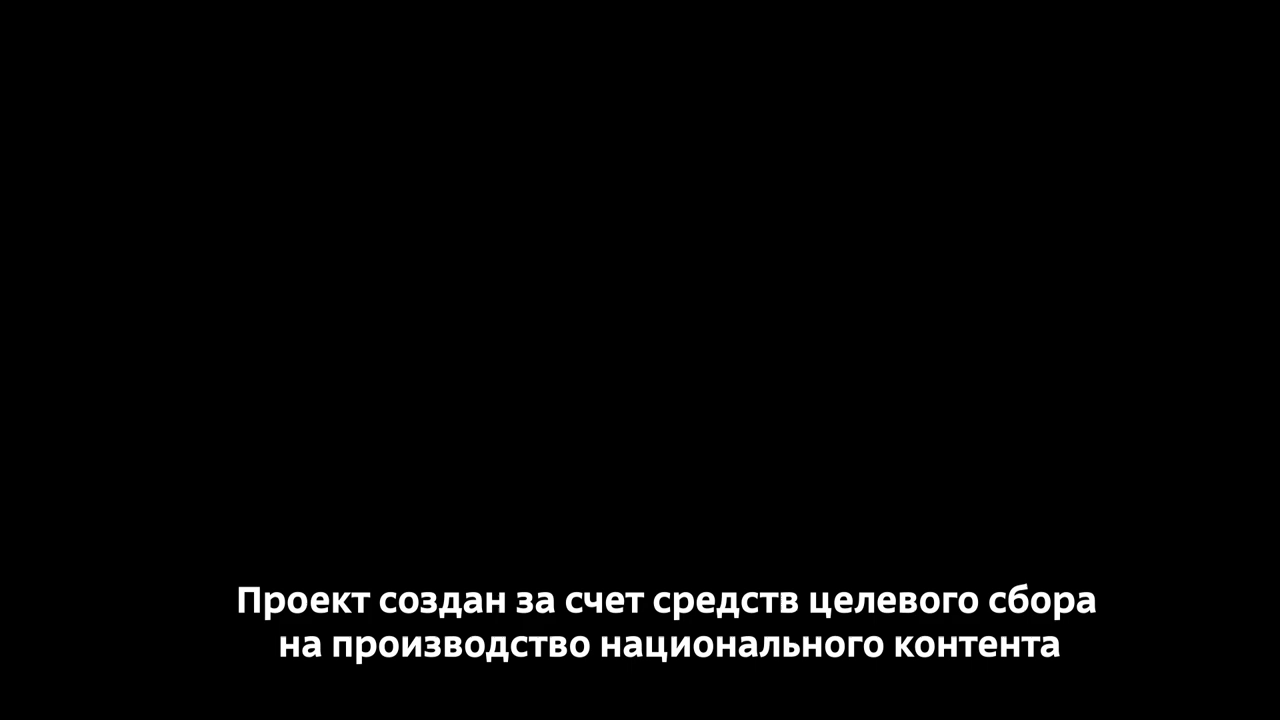 Проект создан за счет средств целевого сбора
на производство национального контента